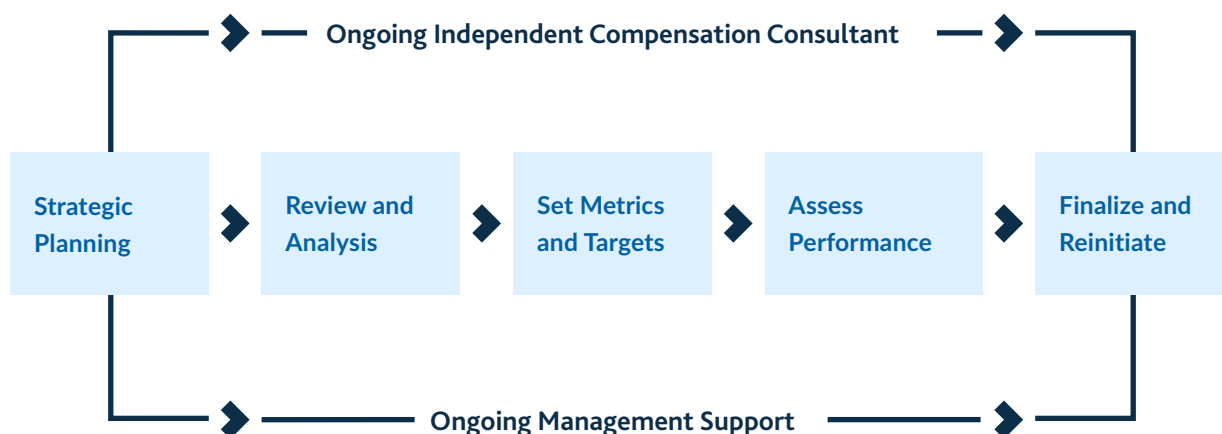 Ongoing Independent Compensation Consultant
Strategic
Planning
Review and
Analysis
Set Metrics
and Targets
Assess
Performance
Finalize and
Reinitiate
Ongoing Management Support